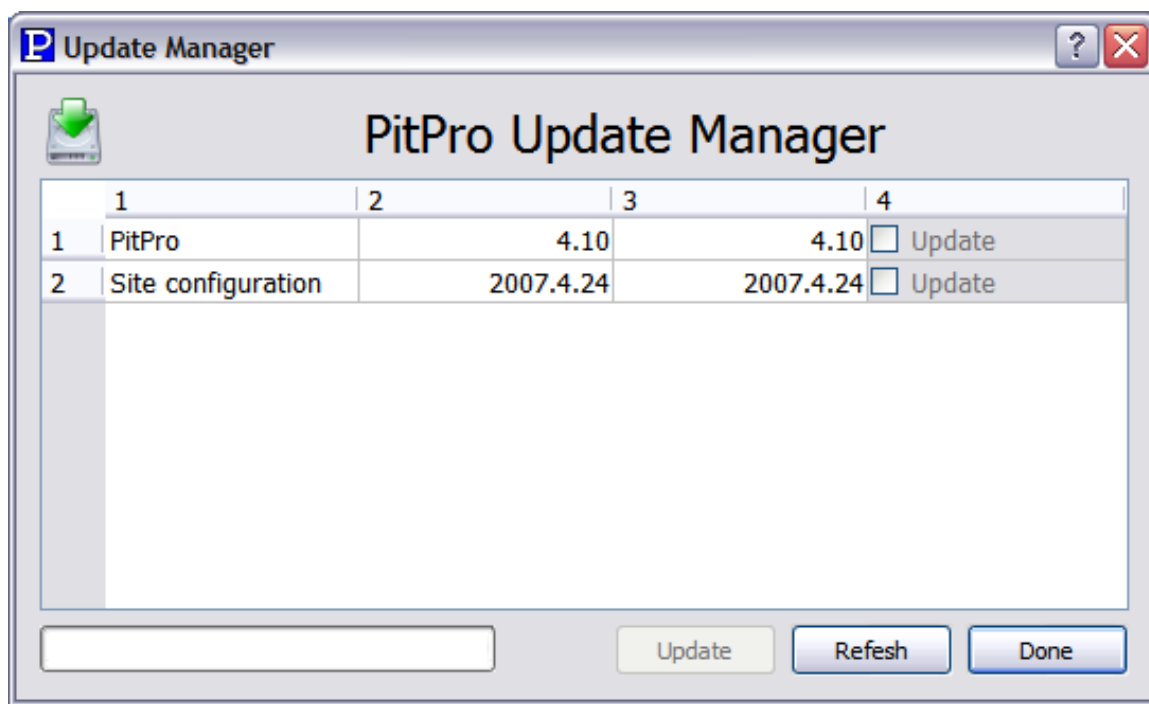 P Update Manager ?
PitPro Update Manager
1 2 3 4
1 PitPro 4.10 4.10 Update
2 Site configuration 2007.4.24 2007.4.24 Update
Update Refesh Done